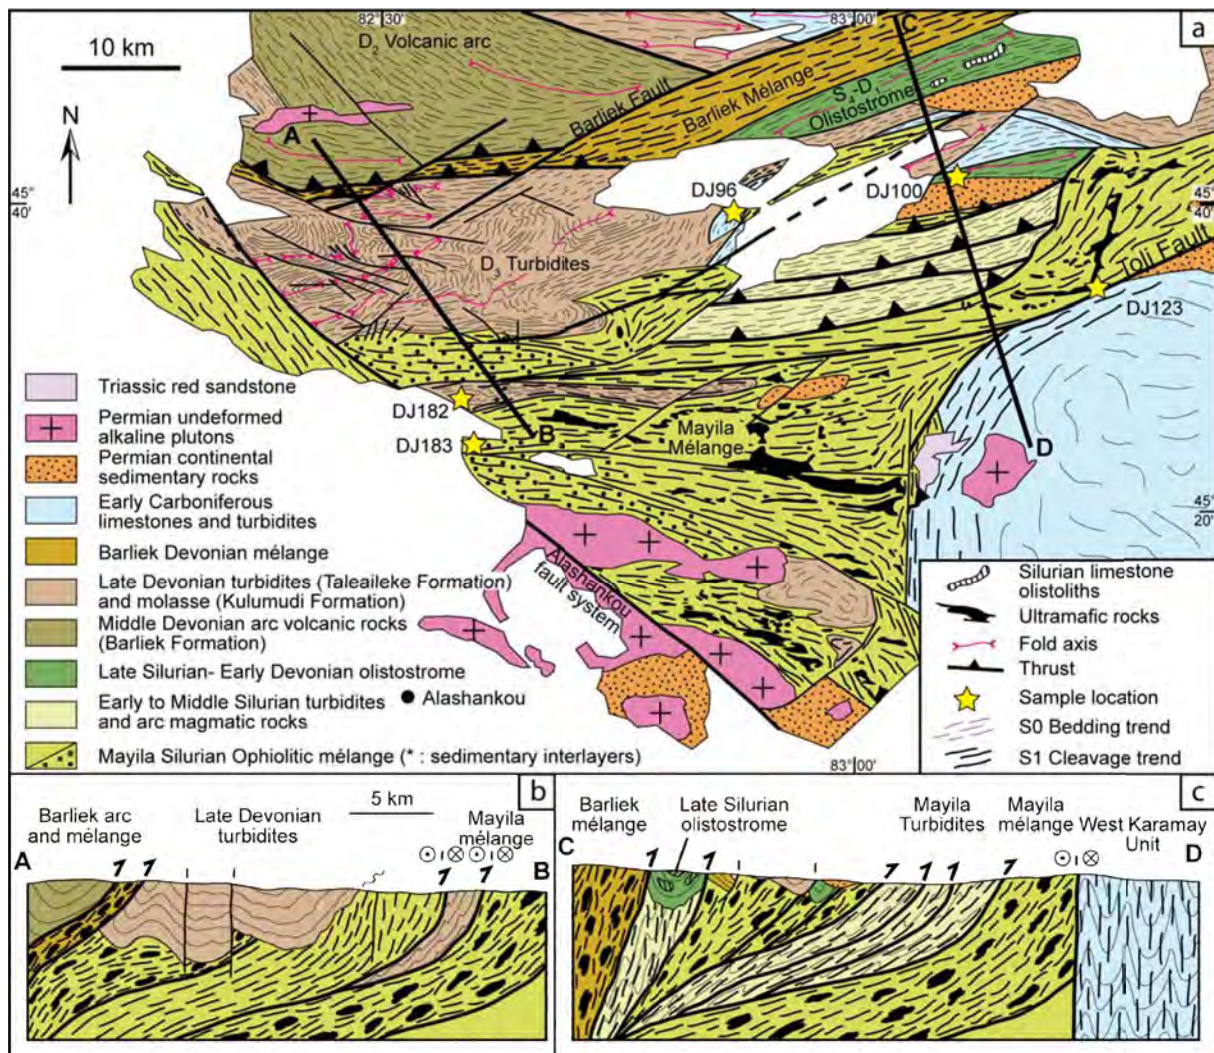 82°30'
83°00'
C
a
10 km
D₂ Volcanic arc
N
A
Barliek Fault
Barliek Mélange
S₄-D₁
Olistostrome
45°
40'
DJ96
DJ100
45°
40'
D₃ Turbidites
Toli Fault
DJ123
DJ182
DJ183
B
Mayila
Mélange
D
45°
20'
Alashankou
fault system
Alashankou
83°00'
Triassic red sandstone
Permian undeformed
alkaline plutons
Permian continental
sedimentary rocks
Early Carboniferous
limestones and turbidites
Barliek Devonian mélange
Late Devonian turbidites (Taleaileke Formation)
and molasse (Kulumudi Formation)
Middle Devonian arc volcanic rocks
(Barliek Formation)
Late Silurian- Early Devonian olistostrome
Early to Middle Silurian turbidites
and arc magmatic rocks
Mayila Silurian Ophiolitic mélange (* : sedimentary interlayers)
Silurian limestone
olistoliths
Ultramafic rocks
Fold axis
Thrust
Sample location
S0 Bedding trend
S1 Cleavage trend
b
Barliek arc
and mélange
Late Devonian
turbidites
5 km
Mayila
mélange
A
B
c
Barliek
mélange
Late Silurian
olistostrome
Mayila
Turbidites
Mayila
mélange
West Karamay
Unit
C
D